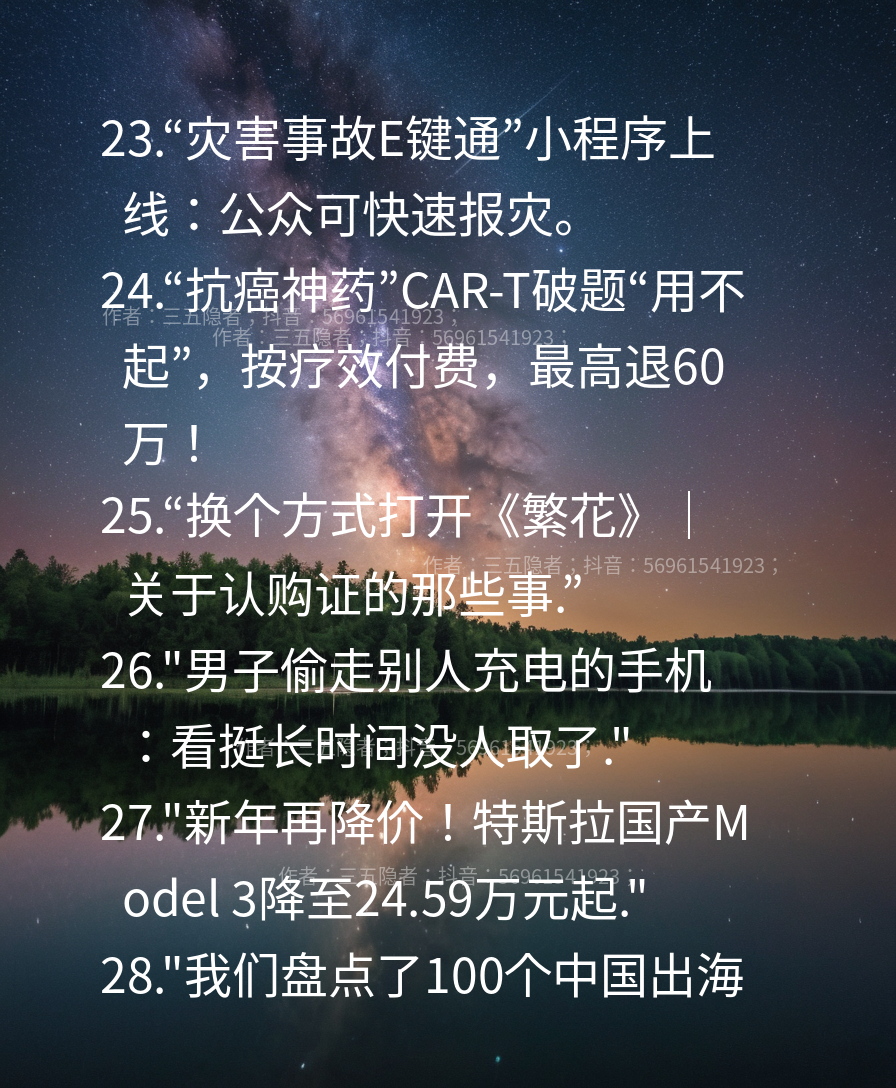 23.“灾害事故E键通”小程序上
线：公众可快速报灾。
24.“抗癌神药”CAR-T破题“用不
作者：三五隐者；抖音：56961541923；
作者：三五隐者；抖音：56961541923；
起”，按疗效付费，最高退60
万！
25.“换个方式打开《繁花》｜
作者：三五隐者；抖音：56961541923；
关于认购证的那些事.”
26."男子偷走别人充电的手机
：看挺长时间没人取了."
作者：三五隐者；抖音：56961541923；
27."新年再降价！特斯拉国产M
作者：三五隐者；抖音：56961541923；
odel 3降至24.59万元起."
28."我们盘点了100个中国出海